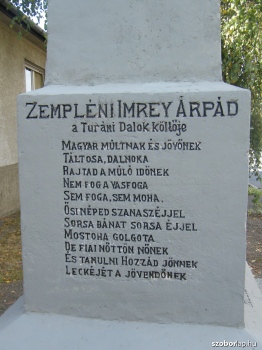 ZEMPLÉNI IMREY ÁRPÁD
a Turáni Dalok költője
MAGYAR MÚLTNAK ÉS JÖVŐNEK
TÁLTOSA, DALNOKA
RAJTAD A MÚLÓ IDŐNEK
NEM FOG A VASFOGA
SEM FOGA, SEM MOHA.
ŐSI NÉPED SZANASZÉJJEL
SORSA BÁNAT SORSA ÉJJEL
MOSTOHA GOLGOTA
DE FIAI NŐTTÖN NŐNEK
ÉS TANULNI HOZZÁD JÖNNEK
LECKÉJÉT A JÖVENDŐNEK
szoborlap.hu